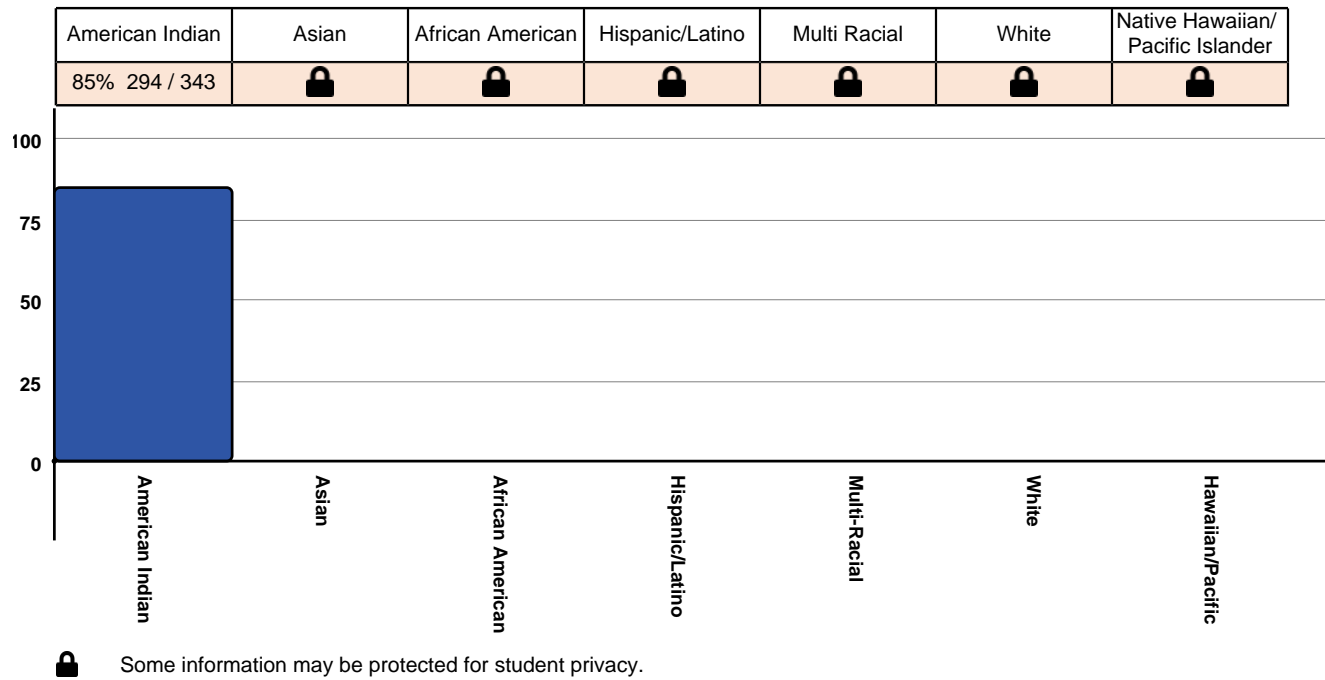 American Indian Asian African American Hispanic/Latino Multi Racial White Native Hawaiian/
Pacific Islander
85% 294 / 343
100
75
50
25
0
American Indian
Asian
African American
Hispanic/Latino
Multi-Racial
White
Hawaiian/Pacific
Some information may be protected for student privacy.